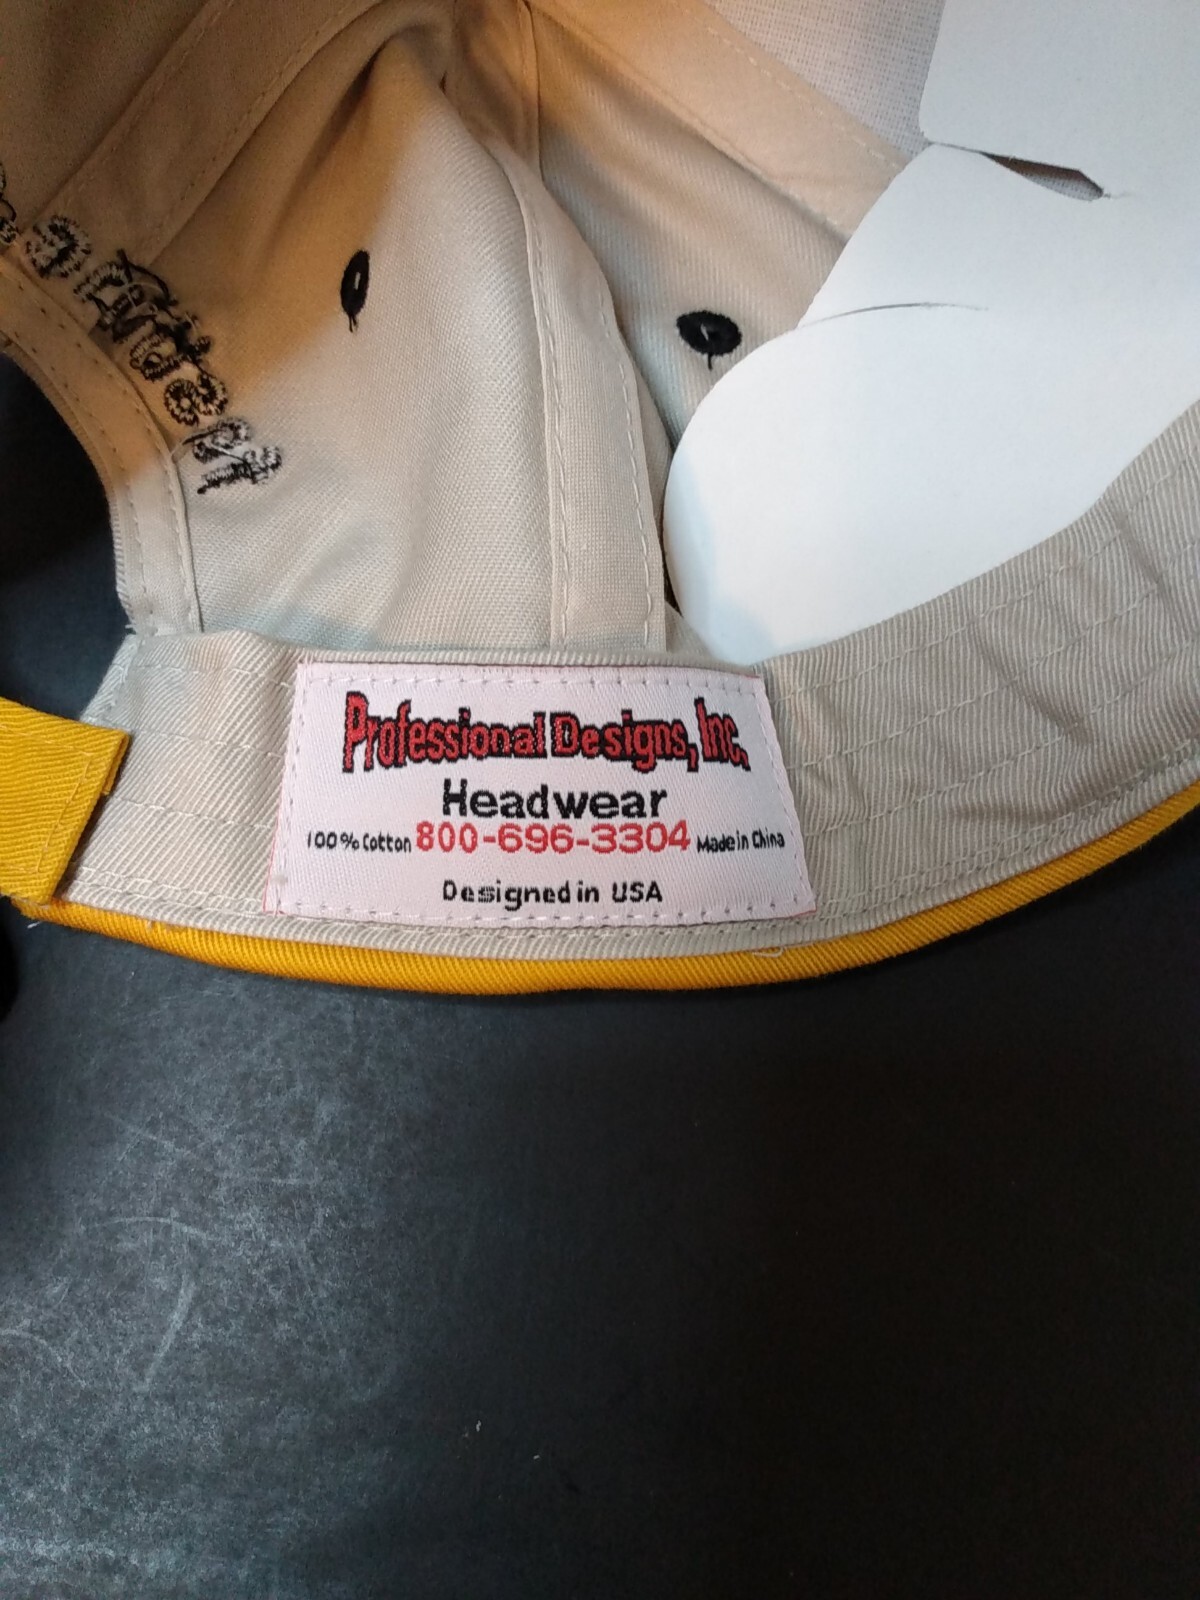 Professional Designs, Inc.
Headwear
100% Cotton 800-696-3304 Made in China
Designed in USA